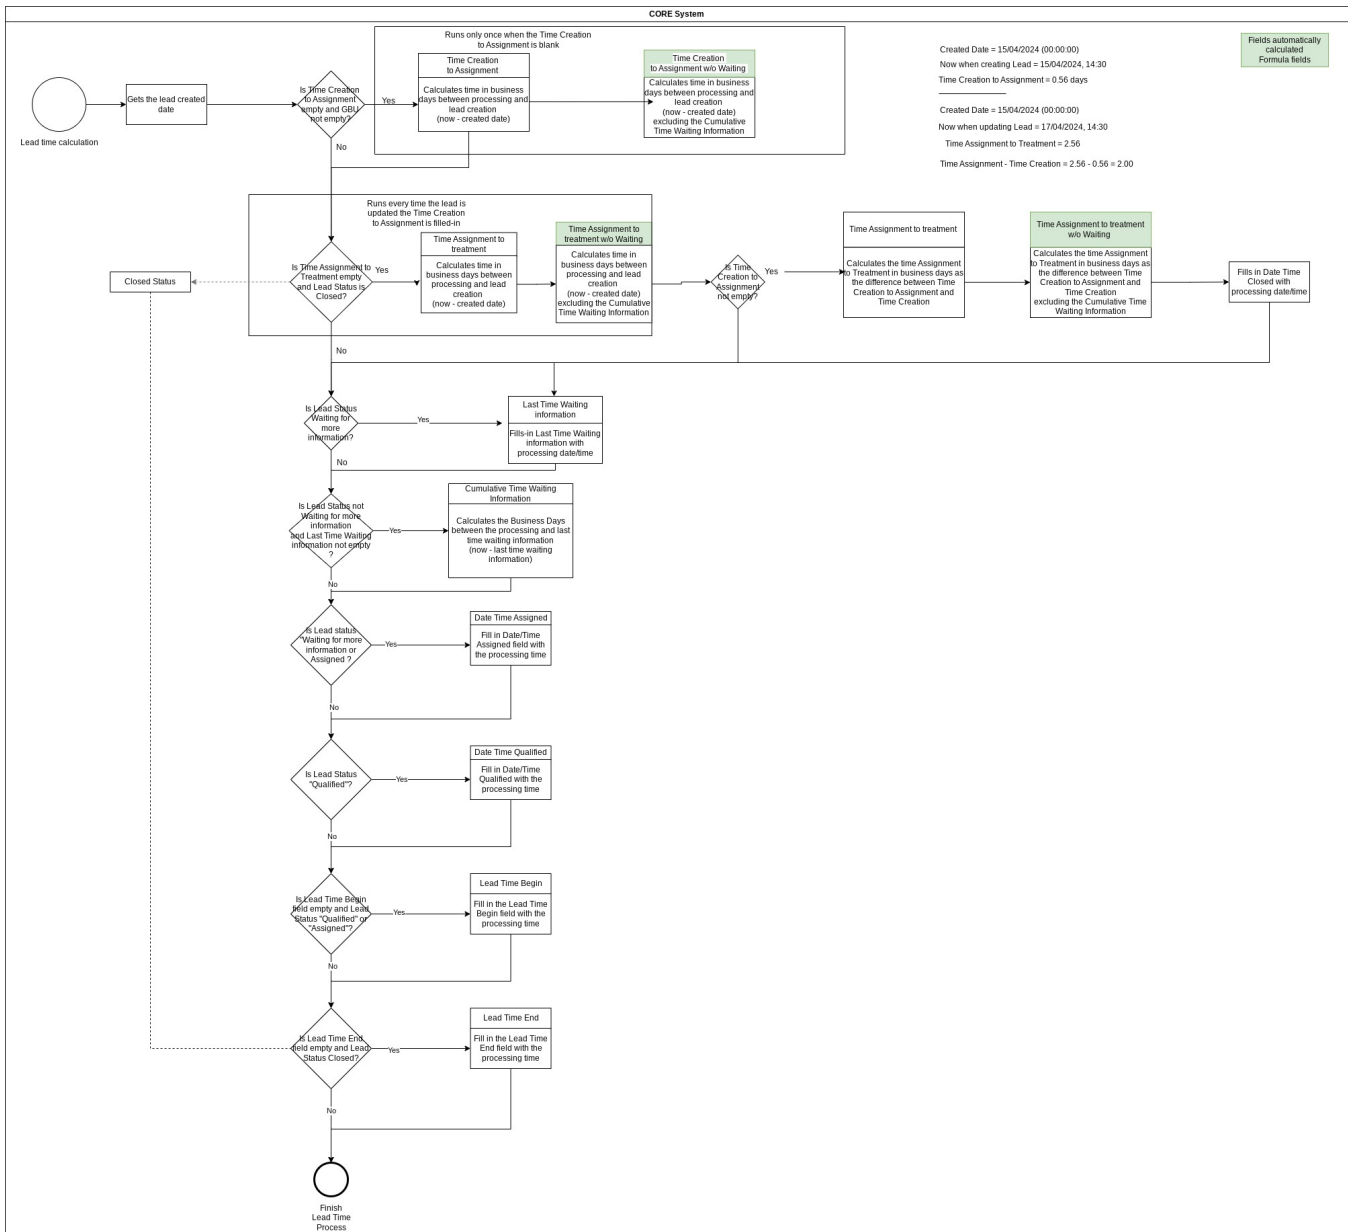 CORE System
Runs only once when the Time Creation
to Assignment is blank
Created Date = 15/04/2024 (00:00:00)
Now when creating Lead = 15/04/2024, 14:30
Time Creation to Assignment = 0.56 days
Created Date = 15/04/2024 (00:00:00)
Now when updating Lead = 17/04/2024, 14:30
Time Assignment to Treatment = 2.56
Time Assignment - Time Creation = 2.56 - 0.56 = 2.00
Fields automatically
calculated
Formula fields
Lead time calculation
Gets the lead created
date
Is Time Creation
to Assignment
empty and GBU
not empty?
Yes
No
Time Creation
to Assignment
Calculates time in business
days between processing and
lead creation
(now - created date)
Time Creation
to Assignment w/o Waiting
Calculates time in business
days between processing and
lead creation
(now - created date)
excluding the Cumulative
Time Waiting Information
Runs every time the lead is
updated the Time Creation
to Assignment is filled-in
Closed Status
Is Time Assignment to
Treatment empty
and Lead Status is
Closed?
Yes
No
Time Assignment to
treatment
Calculates time in
business days between
processing and lead
creation
(now - created date)
Time Assignment to
treatment w/o Waiting
Calculates time in
business days between
processing and lead
creation
(now - created date)
excluding the Cumulative
Time Waiting Information
Is Time
Creation to
Assignment
not empty?
Yes
Time Assignment to treatment
Calculates the time Assignment
to Treatment in business days as
the difference between Time
Creation to Assignment and
Time Creation
Time Assignment to treatment
w/o Waiting
Calculates the time Assignment
to Treatment in business days as
the difference between Time
Creation to Assignment and
Time Creation
excluding the Cumulative Time
Waiting Information
Fills in Date Time
Closed with
processing date/time
Is Lead Status
Waiting for
more
information?
Yes
No
Last Time Waiting
information
Fills-in Last Time Waiting
information with
processing date/time
Is Lead Status not
Waiting for more
information
and Last Time Waiting
information not empty
?
Yes
No
Cumulative Time Waiting
Information
Calculates the Business Days
between the processing and last
time waiting information
(now - last time waiting
information)
Is Lead status
"Waiting for more
information or
Assigned ?
Yes
No
Date Time Assigned
Fill in Date/Time
Assigned field with
the processing time
Is Lead Status
"Qualified"?
Yes
No
Date Time Qualified
Fill in Date/Time
Qualified with the
processing time
Is Lead Time Begin
field empty and Lead
Status "Qualified" or
"Assigned"?
Yes
No
Lead Time Begin
Fill in the Lead Time
Begin field with the
processing time
Is Lead Time End
field empty and Lead
Status Closed?
Yes
No
Lead Time End
Fill in the Lead Time
End field with the
processing time
Finish
Lead Time
Process